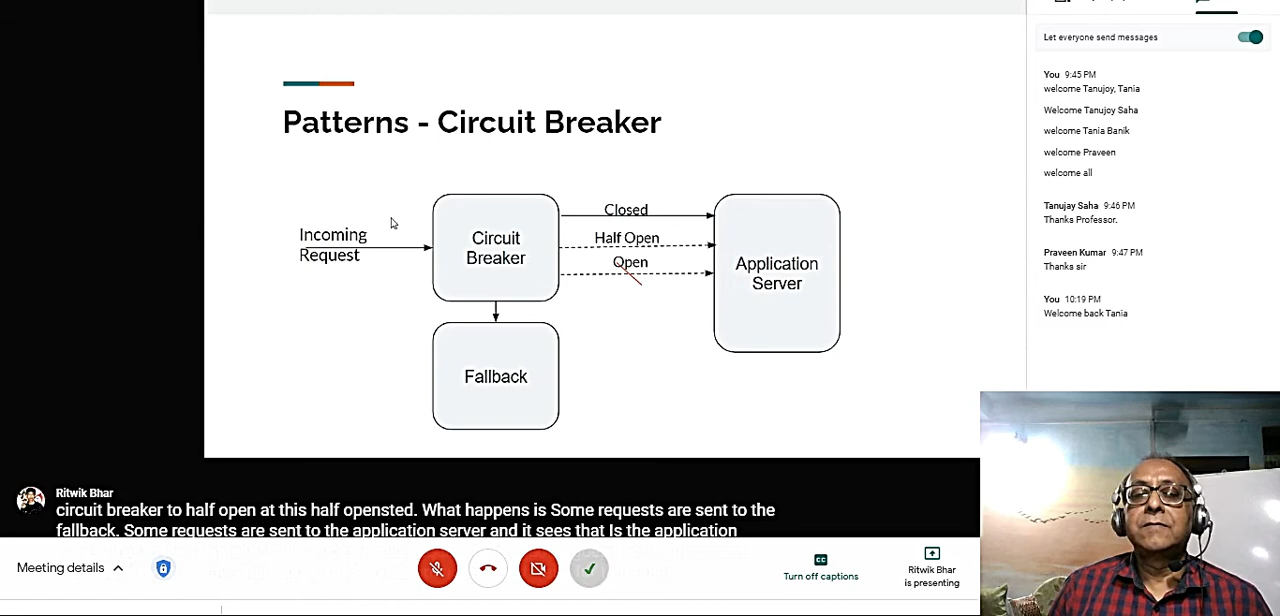 Patterns - Circuit Breaker
Incoming
Request
Circuit
Breaker
Closed
Half Open
Open
Application
Server
Fallback
Let everyone send messages
You 9:45 PM
welcome Tanujoy, Tania
Welcome Tanujoy Saha
welcome Tania Banik
welcome Praveen
welcome all
Tanujay Saha 9:46 PM
Thanks Professor.
Praveen Kumar 9:47 PM
Thanks sir
You 10:19 PM
Welcome back Tania
Ritwik Bhar
circuit breaker to half open at this half opensted. What happens is Some requests are sent to the
fallback. Some requests are sent to the application server and it sees that Is the application
Meeting details
CC
Turn off captions
Ritwik Bhar
is presenting